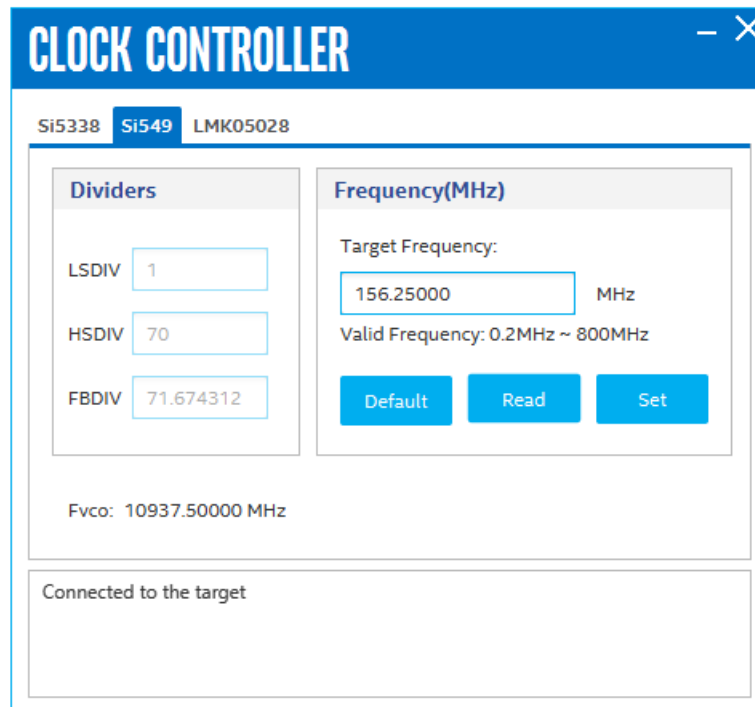 CLOCK CONTROLLER
Si5338 Si549 LMK05028
Dividers
LSDIV 1
HSDIV 70
FBDIV 71.674312
Frequency(MHz)
Target Frequency:
156.25000 MHz
Valid Frequency: 0.2MHz ~ 800MHz
Default Read Set
Fvco: 10937.50000 MHz
Connected to the target